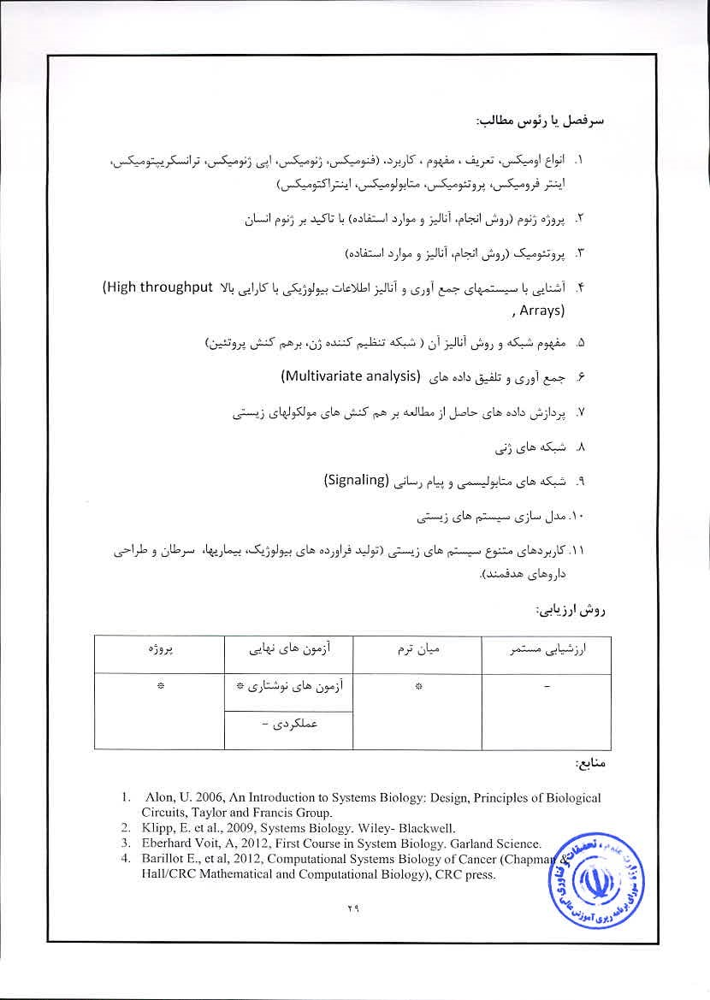 سرفصل یا رئوس مطالب:
۱. انواع اومیکس، تعریف ، مفهوم ، کاربرد، (فنومیکس، ژنومیکس، اپی ژنومیکس، ترانسکریپتومیکس،
اینتر فرومیکس، پروتئومیکس، متابولومیکس، اینتراکتومیکس)
۲. پروژه ژنوم (روش انجام، آنالیز و موارد استفاده) با تاکید بر ژنوم انسان
۳. پروتئومیک (روش انجام، آنالیز و موارد استفاده)
۴. آشنایی با سیستمهای جمع آوری و آنالیز اطلاعات بیولوژیکی با کارایی بالا (High throughput
, Arrays)
۵. مفهوم شبکه و روش آنالیز آن ( شبکه تنظیم کننده ژن، برهم کنش پروتئین)
۶. جمع آوری و تلفیق داده های (Multivariate analysis)
۷. پردازش داده های حاصل از مطالعه بر هم کنش های مولکولهای زیستی
۸. شبکه های ژنی
۹. شبکه های متابولیسمی و پیام رسانی (Signaling)
۱۰. مدل سازی سیستم های زیستی
۱۱. کاربردهای متنوع سیستم های زیستی (تولید فراورده های بیولوژیک، بیماریها، سرطان و طراحی
داروهای هدفمند).
روش ارزیابی:
ارزشیابی مستمر میان ترم آزمون های نهایی پروژه
- * آزمون های نوشتاری * *
عملکردی -
منابع:
1. Alon, U. 2006, An Introduction to Systems Biology: Design, Principles of Biological
Circuits, Taylor and Francis Group.
2. Klipp, E. et al., 2009, Systems Biology. Wiley- Blackwell.
3. Eberhard Voit, A, 2012, First Course in System Biology. Garland Science.
4. Barillot E., et al, 2012, Computational Systems Biology of Cancer (Chapman &
Hall/CRC Mathematical and Computational Biology), CRC press.
وزارت علوم، تحقیقات و فناوری
شورای برنامه ریزی آموزش عالی
۲۹